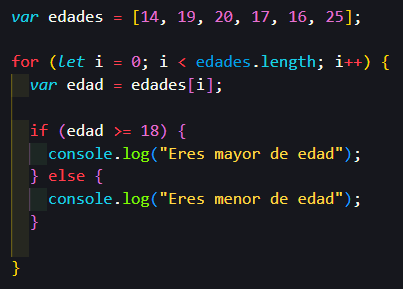 var edades = [14, 19, 20, 17, 16, 25];
for (let i = 0; i < edades.length; i++) {
var edad = edades[i];
if (edad >= 18) {
console.log("Eres mayor de edad");
} else {
console.log("Eres menor de edad");
}
}